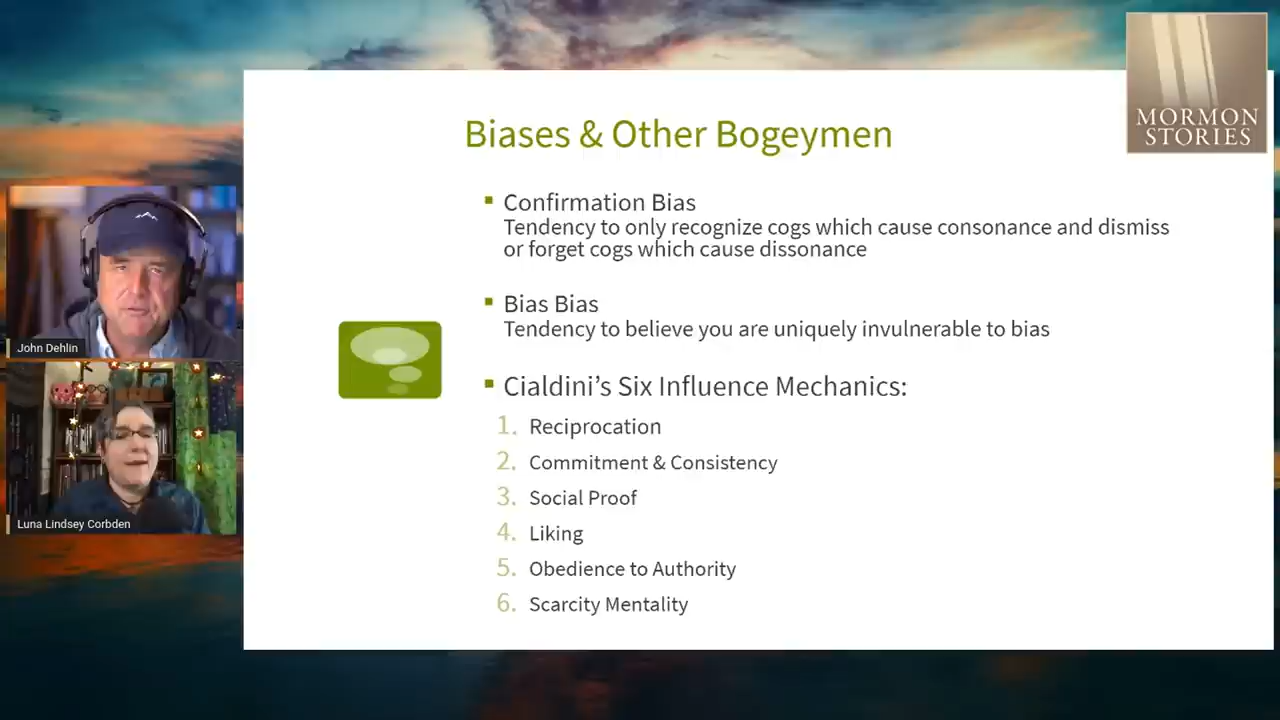 MORMON
STORIES
Biases & Other Bogeymen
▪ Confirmation Bias
Tendency to only recognize cogs which cause consonance and dismiss
or forget cogs which cause dissonance
▪ Bias Bias
Tendency to believe you are uniquely invulnerable to bias
▪ Cialdini’s Six Influence Mechanics:
1. Reciprocation
2. Commitment & Consistency
3. Social Proof
4. Liking
5. Obedience to Authority
6. Scarcity Mentality
John Dehlin
Luna Lindsey Corbden